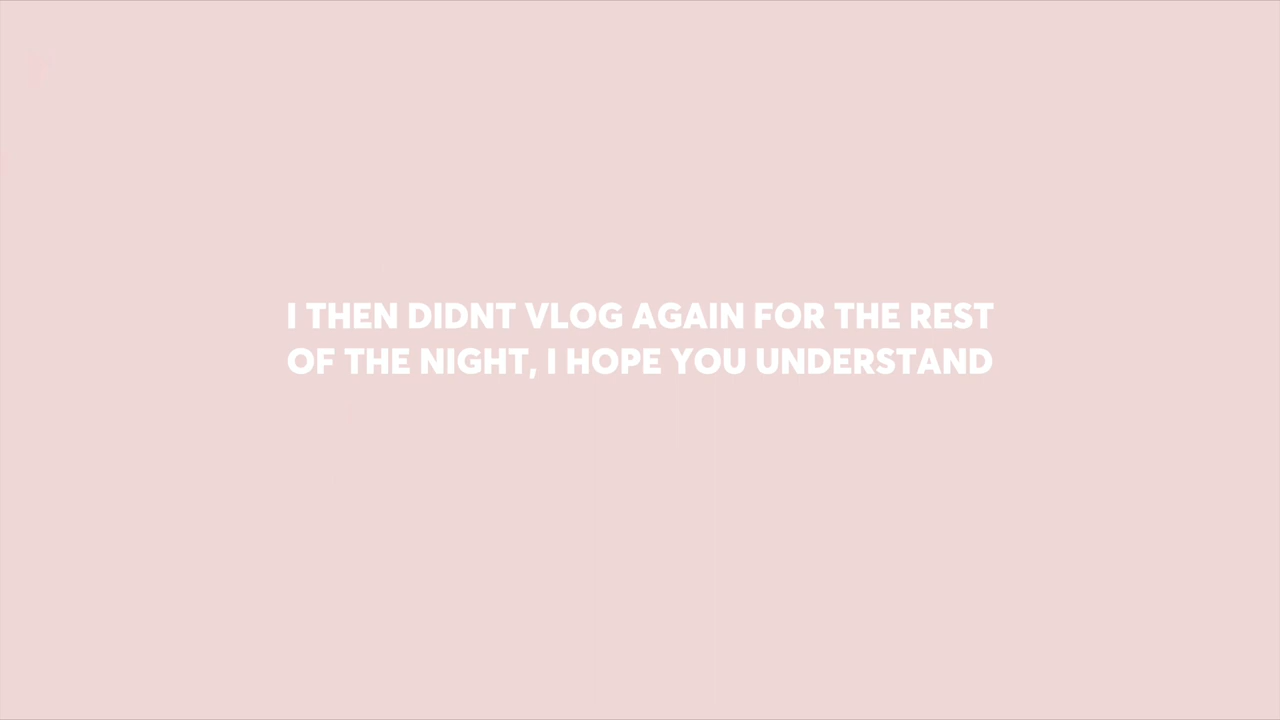 I THEN DIDNT VLOG AGAIN FOR THE REST
OF THE NIGHT, I HOPE YOU UNDERSTAND